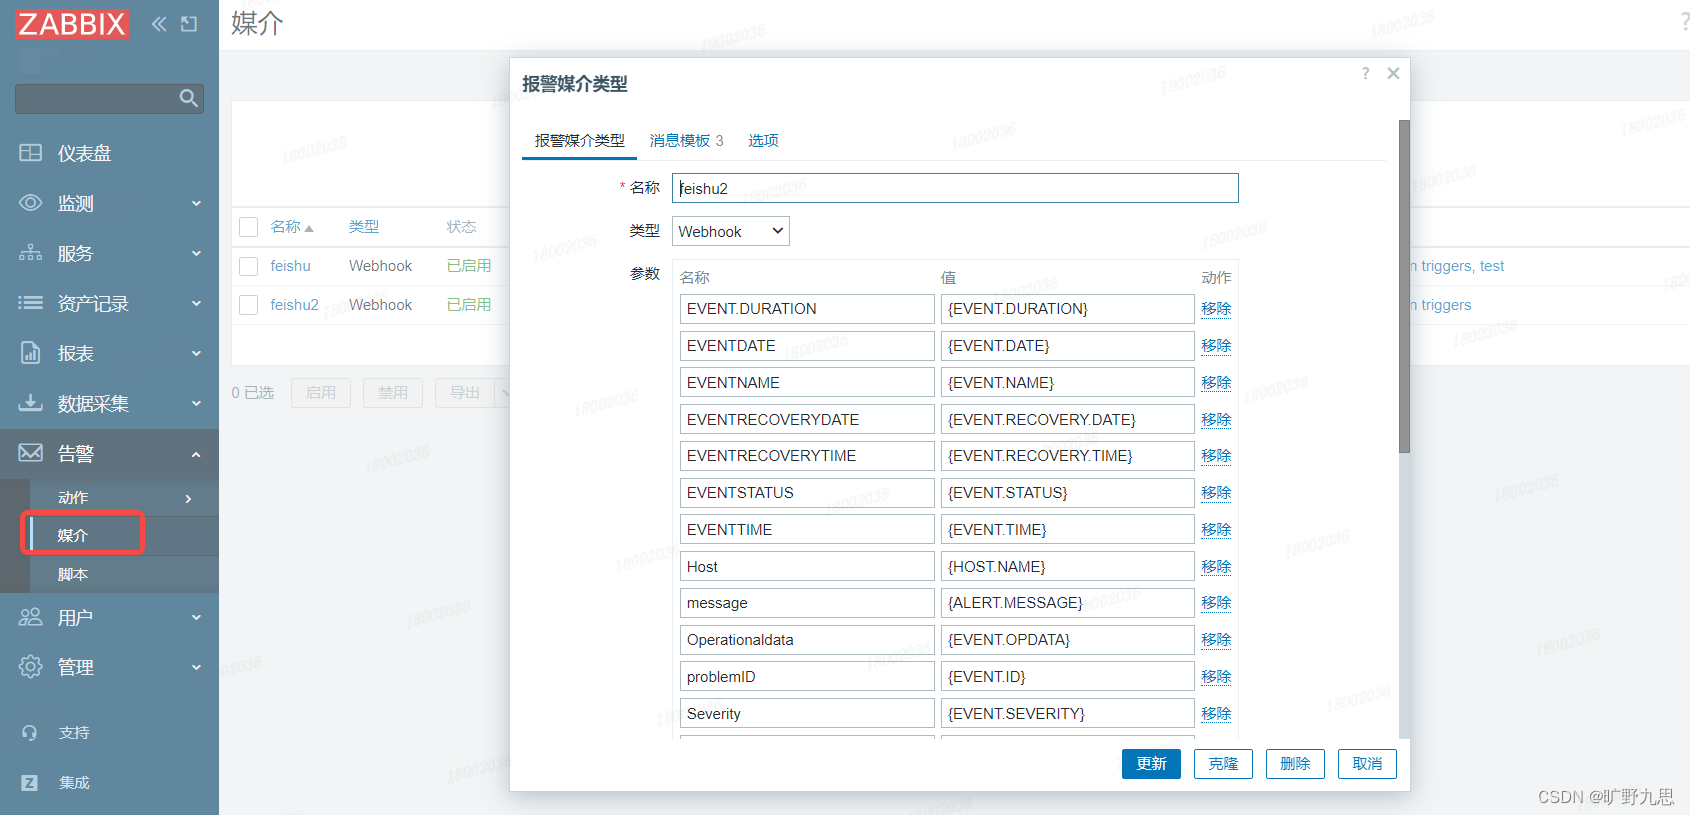 ZABBIX
仪表盘
监测
服务
资产记录
报表
数据采集
告警
动作
媒介
脚本
用户
管理
支持
集成
媒介
?
名称
类型
状态
feishu
Webhook
已启用
n triggers, test
feishu2
Webhook
已启用
n triggers
0 已选
启用
禁用
导出
报警媒介类型
?
报警媒介类型
消息模板 3
选项
* 名称
feishu2
类型
Webhook
参数
名称
值
动作
EVENT.DURATION
{EVENT.DURATION}
移除
EVENTDATE
{EVENT.DATE}
移除
EVENTNAME
{EVENT.NAME}
移除
EVENTRECOVERYDATE
{EVENT.RECOVERY.DATE}
移除
EVENTRECOVERYTIME
{EVENT.RECOVERY.TIME}
移除
EVENTSTATUS
{EVENT.STATUS}
移除
EVENTTIME
{EVENT.TIME}
移除
Host
{HOST.NAME}
移除
message
{ALERT.MESSAGE}
移除
Operationaldata
{EVENT.OPDATA}
移除
problemID
{EVENT.ID}
移除
Severity
{EVENT.SEVERITY}
移除
更新
克隆
删除
取消
18002036
CSDN @旷野九思